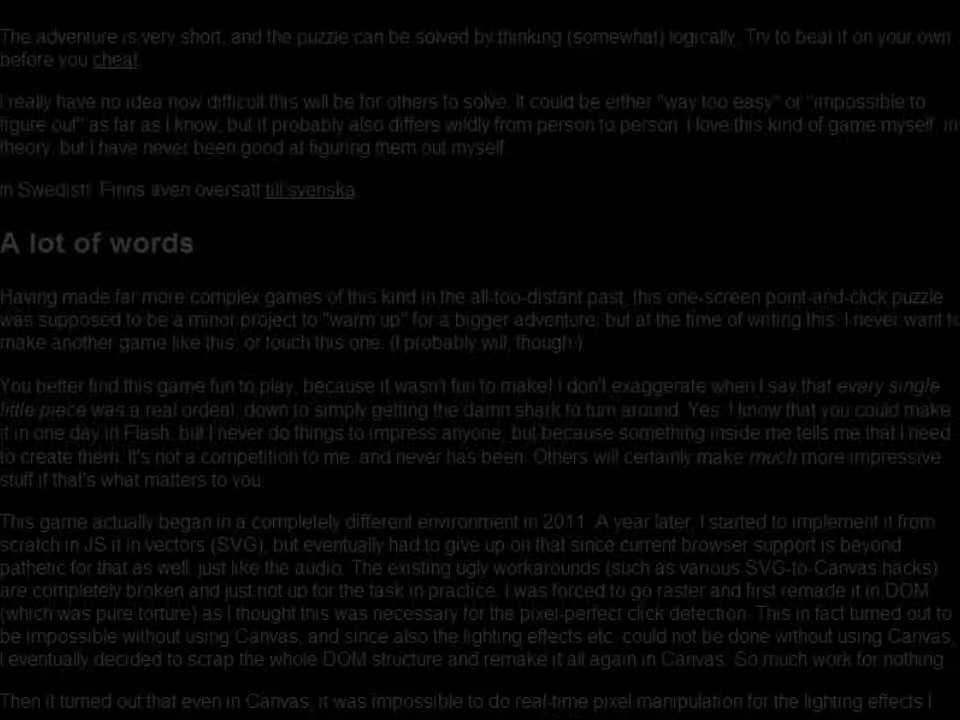 The adventure is very short, and the puzzle can be solved by thinking (somewhat) logically. Try to beat it on your own
before you cheat.
I really have no idea how difficult this will be for others to solve. It could be either "way too easy" or "impossible to
figure out" as far as I know, but it probably also differs wildly from person to person. I love this kind of game myself, in
theory, but I have never been good at figuring them out myself.
In Swedish: Finns även översatt till svenska.
A lot of words
Having made far more complex games of this kind in the all-too-distant past, this one-screen point-and-click puzzle
was supposed to be a minor project to "warm up" for a bigger adventure, but at the time of writing this, I never want to
make another game like this, or touch this one. (I probably will, though.)
You better find this game fun to play, because it wasn't fun to make! I don't exaggerate when I say that every single
little piece was a real ordeal, down to simply getting the damn shark to turn around. Yes, I know that you could make
it in one day in Flash, but I never do things to impress anyone, but because something inside me tells me that I need
to create them. It's not a competition to me, and never has been. Others will certainly make much more impressive
stuff if that's what matters to you.
This game actually began in a completely different environment in 2011. A year later, I started to implement it from
scratch in JS it in vectors (SVG), but eventually had to give up on that since current browser support is beyond
pathetic for that as well, just like the audio. The existing ugly workarounds (such as various SVG-to-Canvas hacks)
are completely broken and just not up for the task in practice. I was forced to go raster and first remade it in DOM
(which was pure torture) as I thought this was necessary for the pixel-perfect click detection. This in fact turned out to
be impossible without using Canvas, and since also the lighting effects etc. could not be done without using Canvas,
I eventually decided to scrap the whole DOM structure and remake it all again in Canvas. So much work for nothing.
Then it turned out that even in Canvas, it was impossible to do real-time pixel manipulation for the lighting effects I